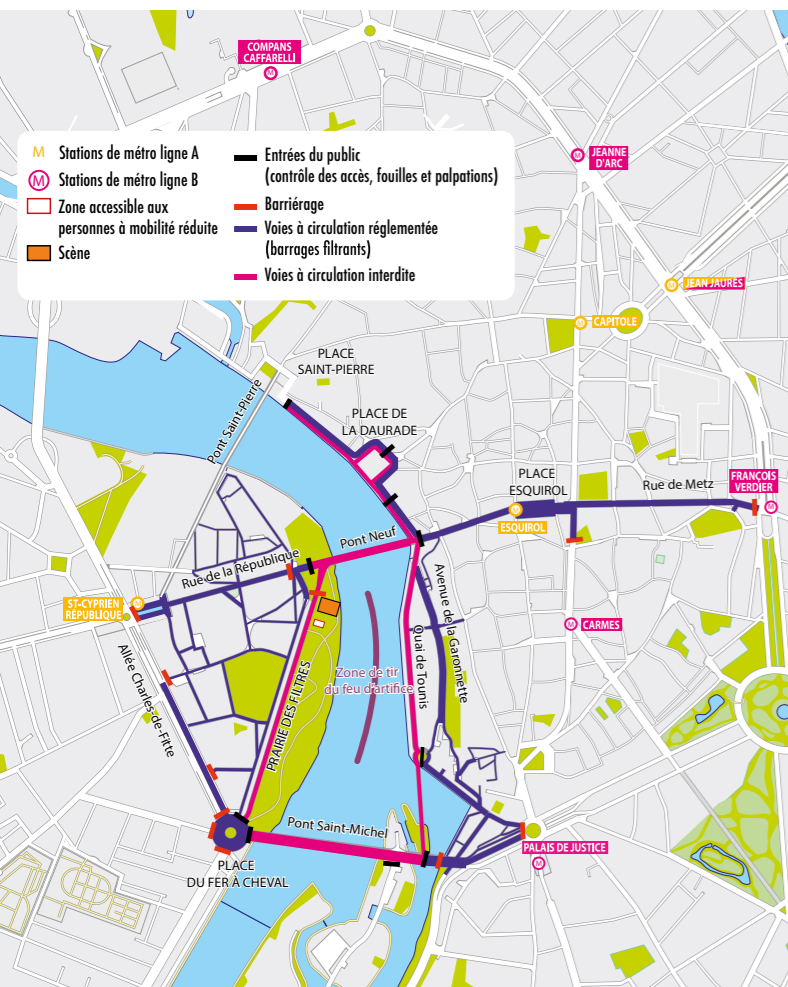 COMPANS
CAFFARELLI
M
JEANNE
D'ARC
M
M Stations de métro ligne A
M Stations de métro ligne B
Zone accessible aux
personnes à mobilité réduite
Scène
Entrées du public
(contrôle des accès, fouilles et palpations)
Barriérage
Voies à circulation réglementée
(barrages filtrants)
Voies à circulation interdite
M JEAN JAURÈS
M CAPITOLE
PLACE
SAINT-PIERRE
Pont Saint-Pierre
PLACE DE
LA DAURADE
PLACE
ESQUIROL
Rue de Metz
FRANÇOIS
VERDIER
M
M
ESQUIROL
Pont Neuf
Rue de la République
ST-CYPRIEN
RÉPUBLIQUE
M
Avenue de la Garonnette
M CARMES
Quai de Tounis
Allée Charles-de-Fitte
PRAIRIE DES FILTRES
Zone de tir
du feu d'artifice
Pont Saint-Michel
PALAIS DE JUSTICE
M
PLACE
DU FER À CHEVAL